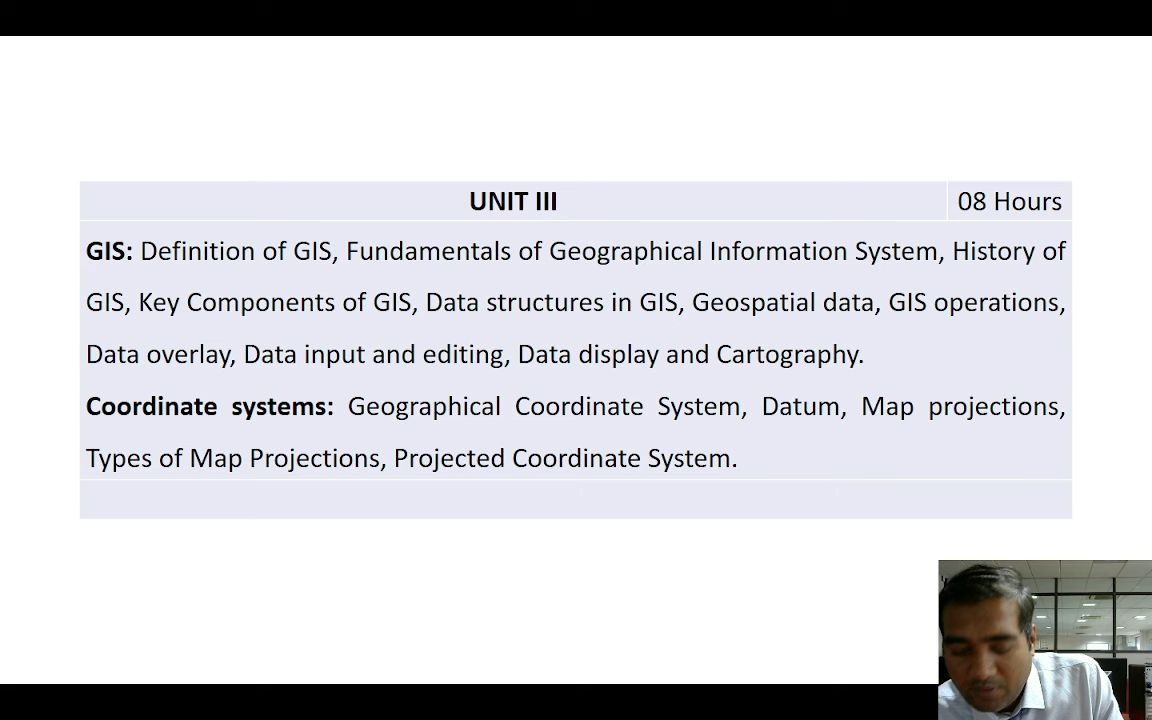 UNIT III 08 Hours
GIS: Definition of GIS, Fundamentals of Geographical Information System, History of
GIS, Key Components of GIS, Data structures in GIS, Geospatial data, GIS operations,
Data overlay, Data input and editing, Data display and Cartography.
Coordinate systems: Geographical Coordinate System, Datum, Map projections,
Types of Map Projections, Projected Coordinate System.